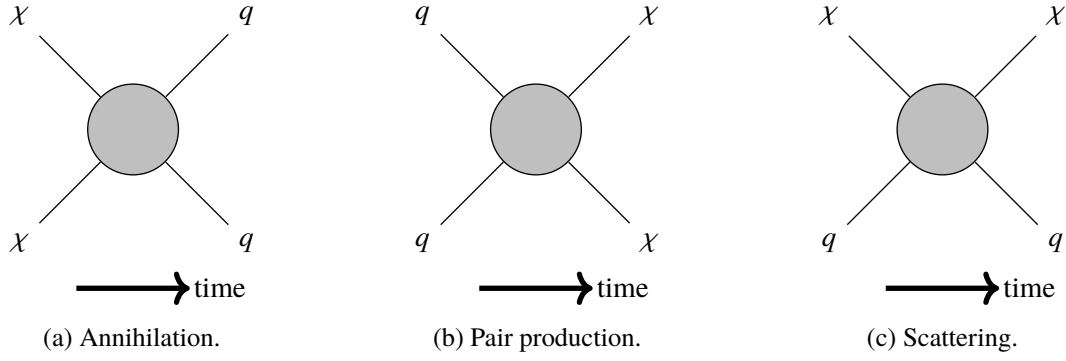 χ q q χ χ χ
χ q q χ q q
time time time
(a) Annihilation. (b) Pair production. (c) Scattering.